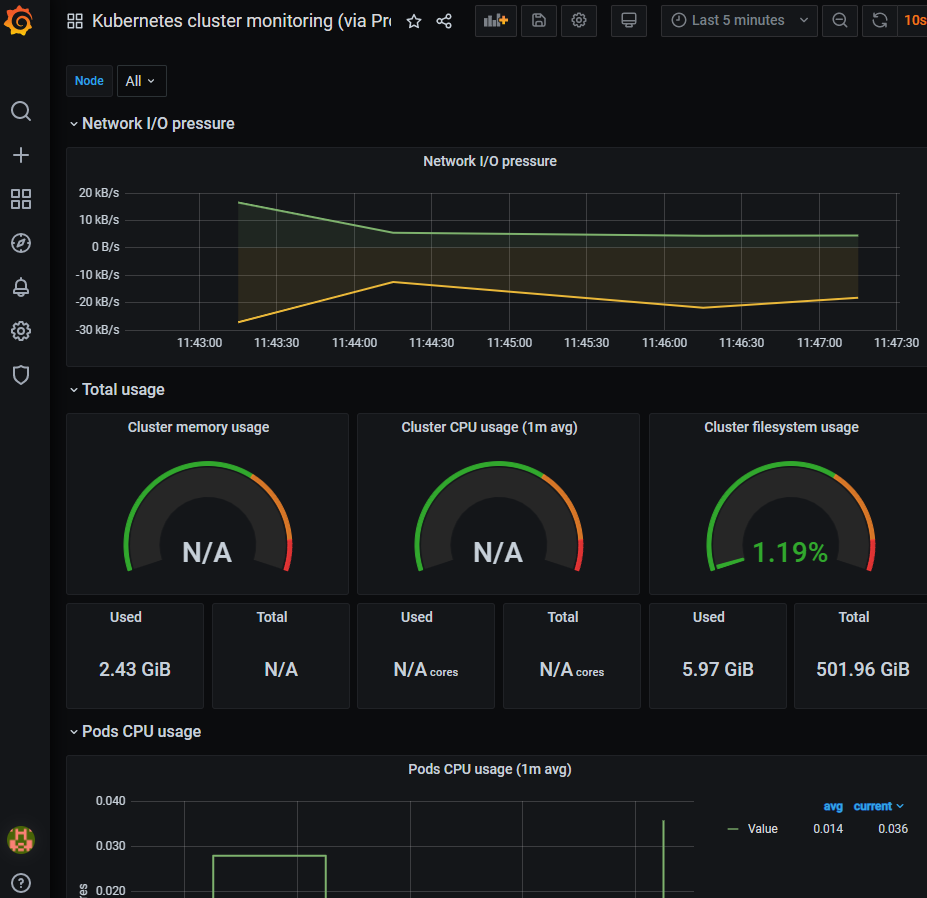 Kubernetes cluster monitoring (via Pr
Last 5 minutes
10s
Node All
Network I/O pressure
Network I/O pressure
20 kB/s
10 kB/s
0 B/s
-10 kB/s
-20 kB/s
-30 kB/s
11:43:00 11:43:30 11:44:00 11:44:30 11:45:00 11:45:30 11:46:00 11:46:30 11:47:00 11:47:30
Total usage
Cluster memory usage
N/A
Cluster CPU usage (1m avg)
N/A
Cluster filesystem usage
1.19%
Used
2.43 GiB
Total
N/A
Used
N/A cores
Total
N/A cores
Used
5.97 GiB
Total
501.96 GiB
Pods CPU usage
Pods CPU usage (1m avg)
0.040
0.030
0.020
avg current
Value 0.014 0.036